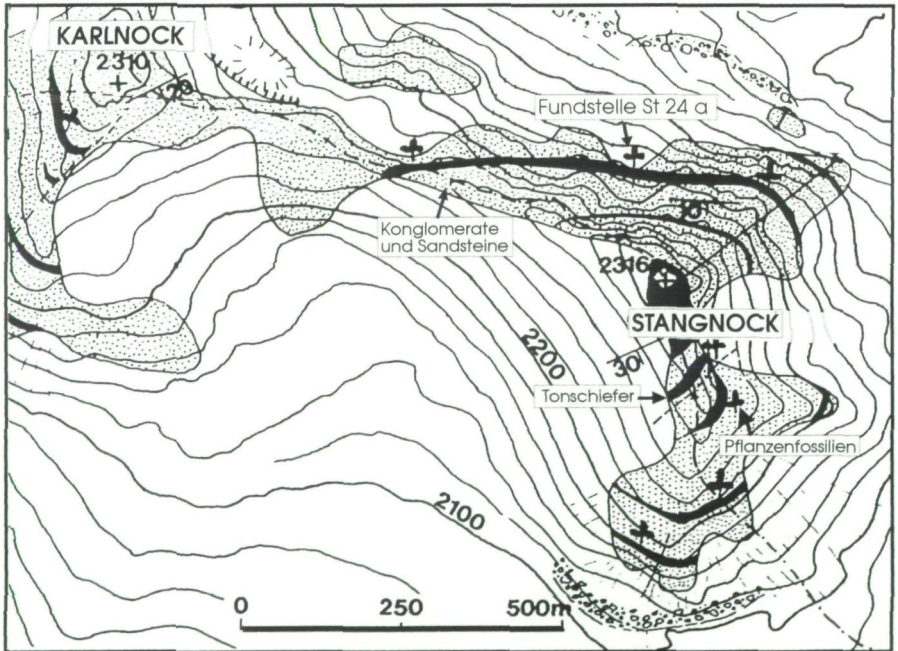 KARLNOCK
2310
20
Fundstelle St 24 a
Konglomerate
und Sandsteine
2316
STANGNOCK
2200
30
Tonschiefer
Pflanzenfossilien
2100
0 250 500m